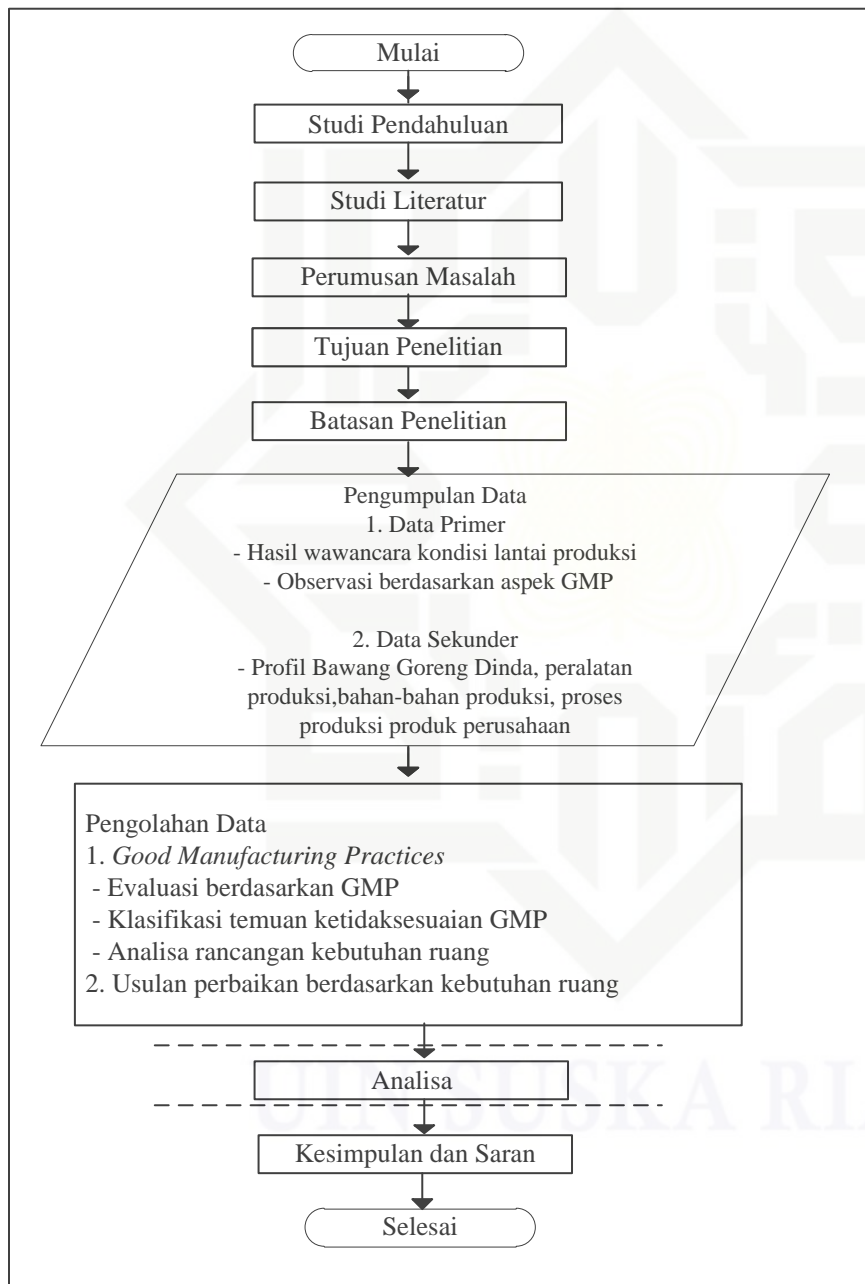 Mulai
Studi Pendahuluan
Studi Literatur
Perumusan Masalah
Tujuan Penelitian
Batasan Penelitian
Pengumpulan Data
1. Data Primer
- Hasil wawancara kondisi lantai produksi
- Observasi berdasarkan aspek GMP
2. Data Sekunder
- Profil Bawang Goreng Dinda, peralatan
produksi,bahan-bahan produksi, proses
produksi produk perusahaan
Pengolahan Data
1. Good Manufacturing Practices
- Evaluasi berdasarkan GMP
- Klasifikasi temuan ketidaksesuaian GMP
- Analisa rancangan kebutuhan ruang
2. Usulan perbaikan berdasarkan kebutuhan ruang
Analisa
UIN SUSKA RIA
Kesimpulan dan Saran
Selesai